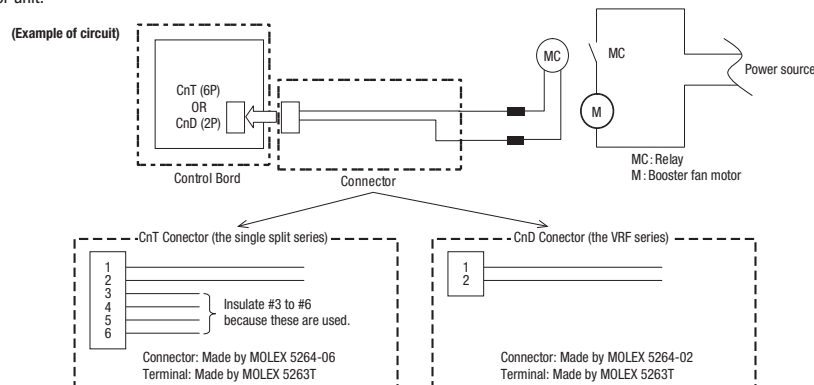 or unit.
(Example of circuit)
CnT (6P)
OR
CnD (2P)
Control Bord
Connector
MC
MC
M
Power source
MC : Relay
M : Booster fan motor
CnT Conector (the single split series)
1
2
3
4
5
6
Insulate #3 to #6
because these are used.
Connector: Made by MOLEX 5264-06
Terminal: Made by MOLEX 5263T
CnD Conector (the VRF series)
1
2
Connector: Made by MOLEX 5264-02
Terminal: Made by MOLEX 5263T